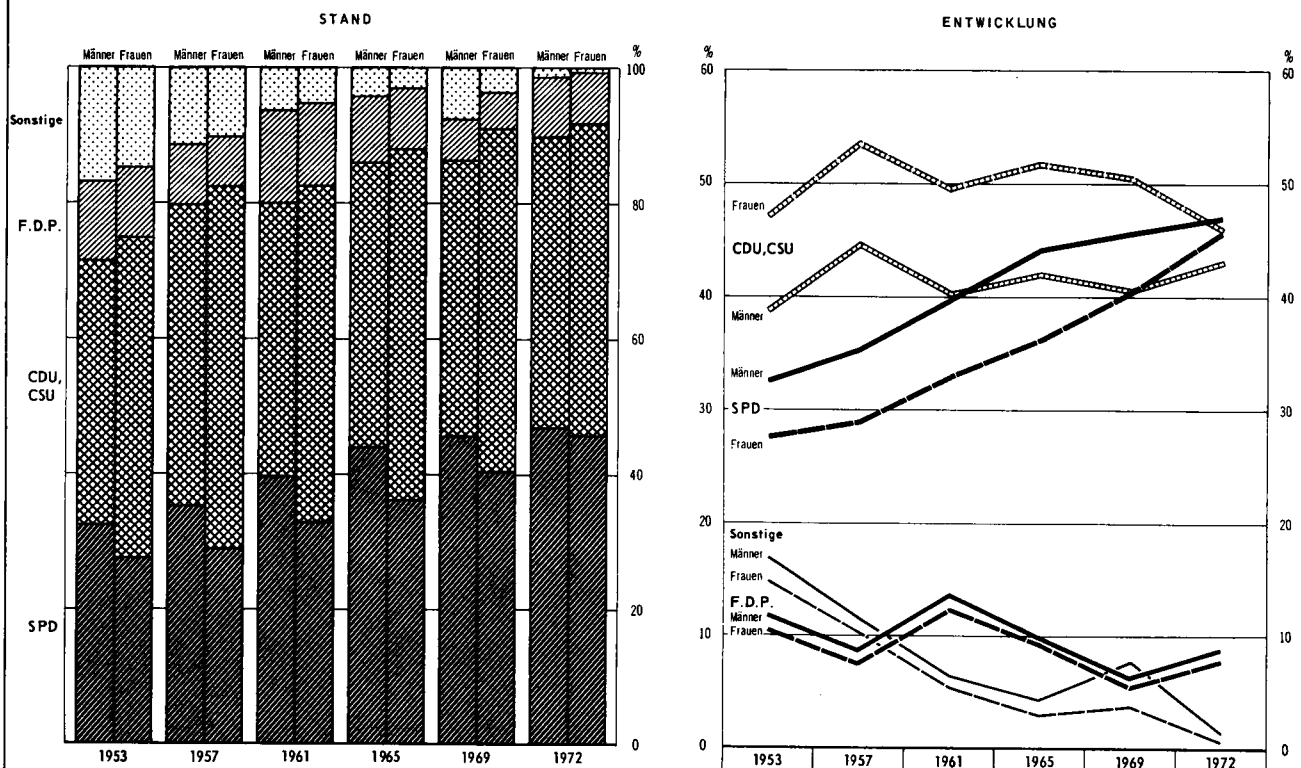 STAND
Männer Frauen Männer Frauen Männer Frauen Männer Frauen Männer Frauen Männer Frauen
%
100
80
60
40
20
0
Sonstige
F.D.P.
CDU,
CSU
SPD
1953 1957 1961 1965 1969 1972
ENTWICKLUNG
% %
60 60
50 50
Frauen
CDU,CSU
40 40
Männer
Männer
SPD
30 30
Frauen
20 20
Sonstige
Männer
Frauen
F.D.P.
Männer
Frauen
10 10
0 0
1953 1957 1961 1965 1969 1972